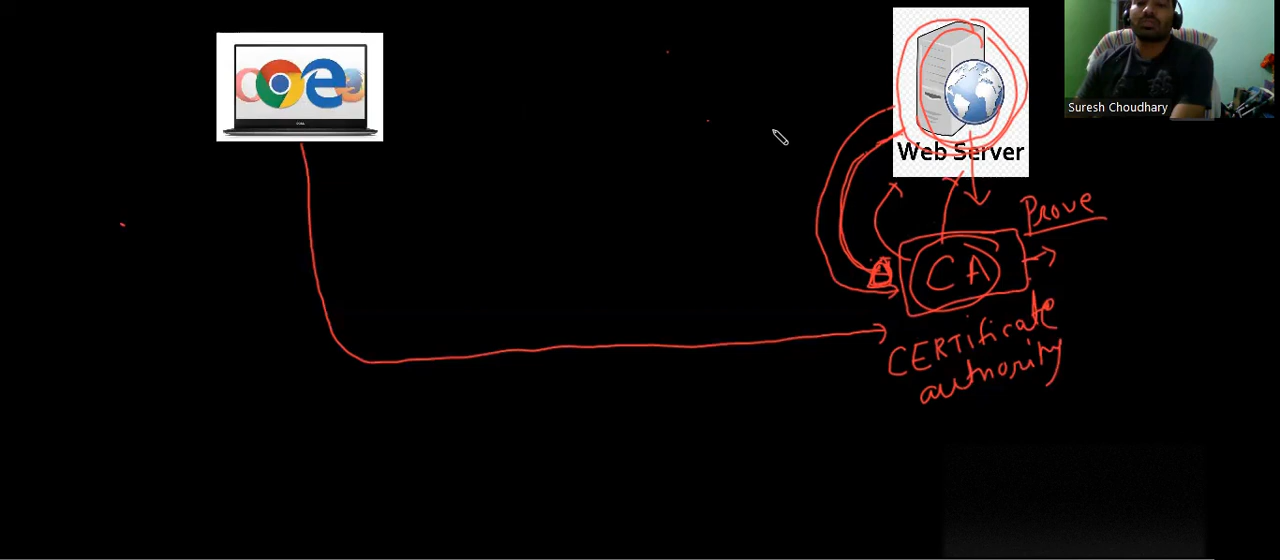 Web Server
Suresh Choudhary
Prove
CA
CERTificate
authority